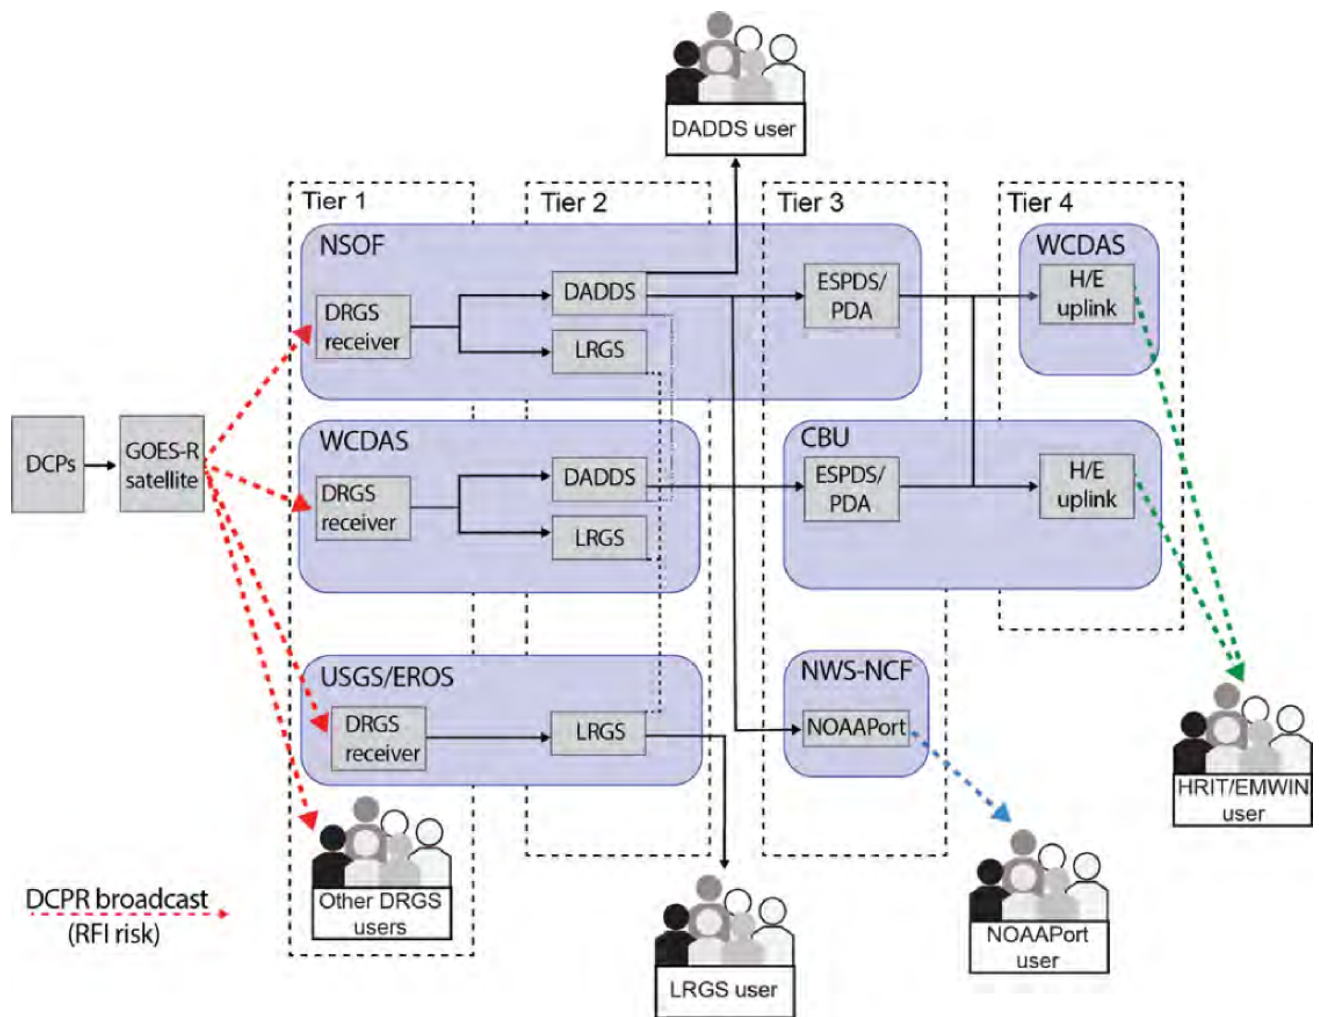 DADDS user
Tier 1
Tier 2
Tier 3
Tier 4
NSOF
WCDAS
DRGS
receiver
DADDS
LRGS
ESPDS/
PDA
H/E
uplink
DCPs
GOES-R
satellite
WCDAS
CBU
DRGS
receiver
DADDS
LRGS
ESPDS/
PDA
H/E
uplink
USGS/EROS
NWS-NCF
DRGS
receiver
LRGS
NOAAPort
HRIT/EMWIN
user
DCPR broadcast
(RFI risk)
Other DRGS
users
LRGS user
NOAAPort
user